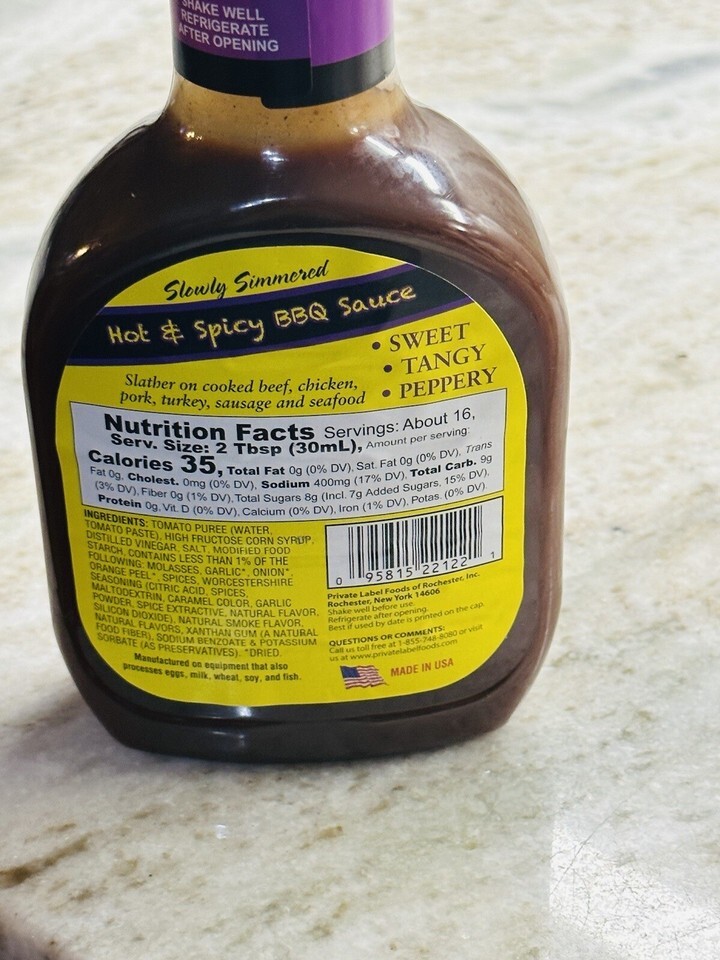 SHAKE WELL
REFRIGERATE
AFTER OPENING
Slowly Simmered
Hot & Spicy BBQ Sauce
• SWEET
• TANGY
• PEPPERY
Slather on cooked beef, chicken,
pork, turkey, sausage and seafood
Nutrition Facts Servings: About 16,
Serv. Size: 2 Tbsp (30mL), Amount per serving:
Calories 35, Total Fat 0g (0% DV), Sat. Fat 0g (0% DV), Trans
Fat 0g, Cholest. 0mg (0% DV), Sodium 400mg (17% DV), Total Carb. 9g
(3% DV), Fiber 0g (1% DV), Total Sugars 8g (Incl. 7g Added Sugars, 15% DV),
Protein 0g, Vit. D (0% DV), Calcium (0% DV), Iron (1% DV), Potas. (0% DV).
INGREDIENTS: TOMATO PUREE (WATER,
TOMATO PASTE), HIGH FRUCTOSE CORN SYRUP,
DISTILLED VINEGAR, SALT, MODIFIED FOOD
STARCH, CONTAINS LESS THAN 1% OF THE
FOLLOWING: MOLASSES, GARLIC*, ONION*,
ORANGE PEEL*, SPICES, WORCESTERSHIRE
SEASONING (CITRIC ACID, SPICES,
MALTODEXTRIN, CARAMEL COLOR, GARLIC
POWDER, SPICE EXTRACTIVE, NATURAL FLAVOR,
SILICON DIOXIDE), NATURAL SMOKE FLAVOR,
NATURAL FLAVORS, XANTHAN GUM (A NATURAL
FOOD FIBER), SODIUM BENZOATE & POTASSIUM
SORBATE (AS PRESERVATIVES). *DRIED.
Manufactured on equipment that also
processes eggs, milk, wheat, soy, and fish.
0 95815 22122 1
Private Label Foods of Rochester, Inc.
Rochester, New York 14606
Shake well before use.
Refrigerate after opening.
Best if used by date is printed on the cap.
QUESTIONS OR COMMENTS:
Call us toll free at 1-855-748-8080 or visit
us at www.privatelabelfoods.com
MADE IN USA